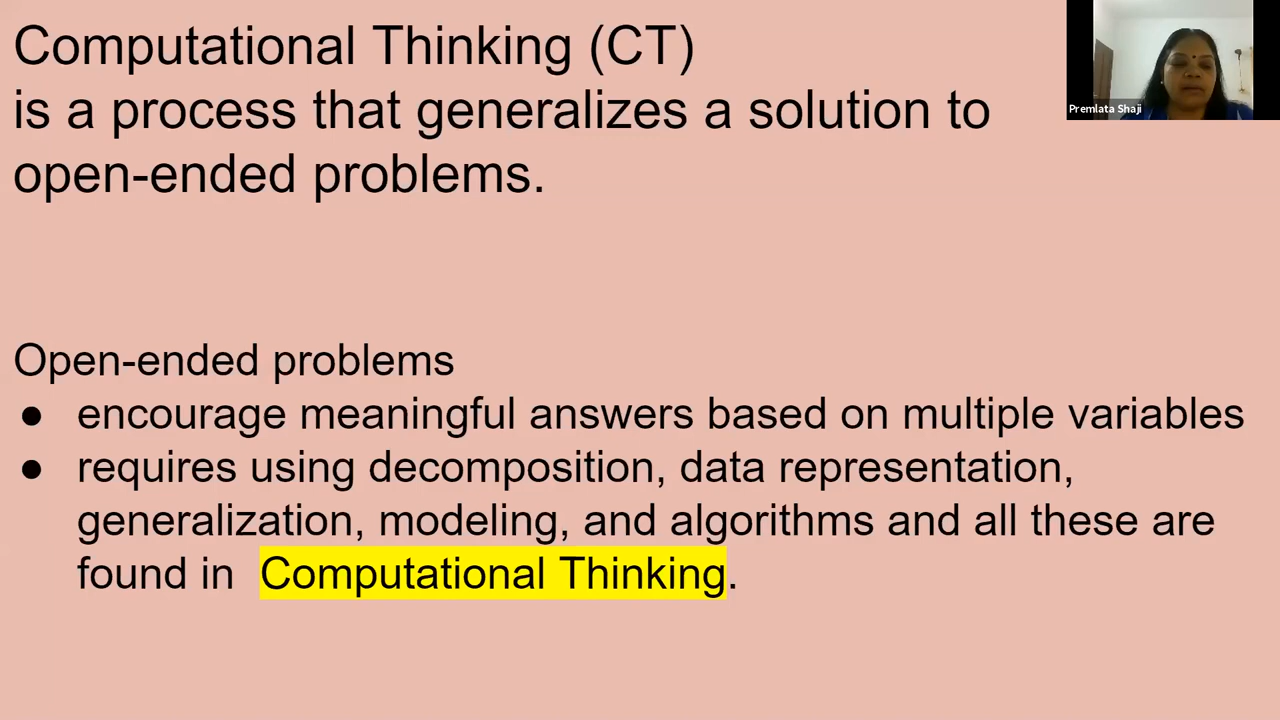 Computational Thinking (CT)
is a process that generalizes a solution to
open-ended problems.
Premlata Shaji
Open-ended problems
● encourage meaningful answers based on multiple variables
● requires using decomposition, data representation,
generalization, modeling, and algorithms and all these are
found in Computational Thinking.